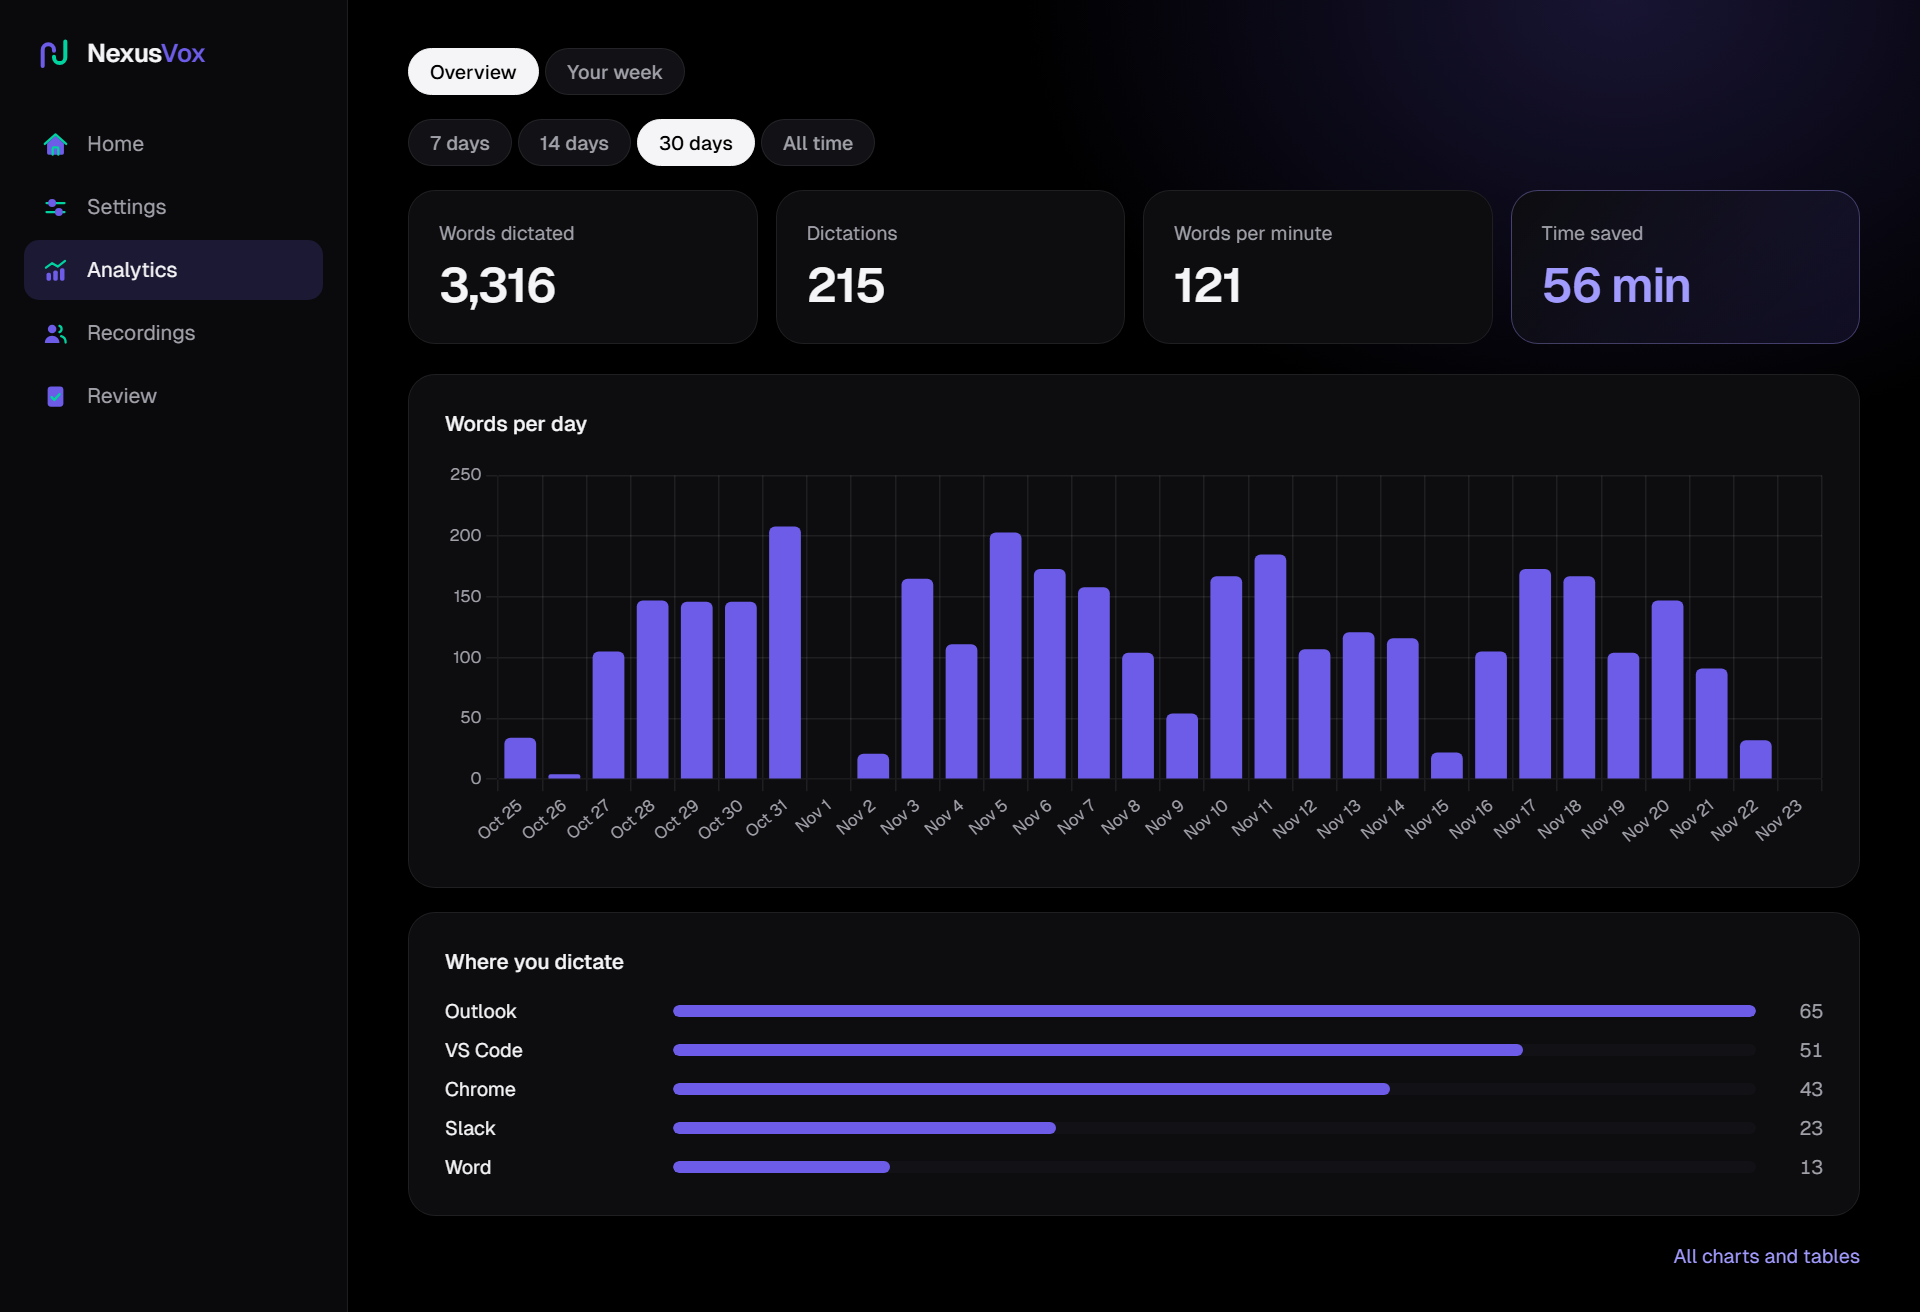 NexusVox
Home
Settings
Analytics
Recordings
Review
Overview
Your week
7 days
14 days
30 days
All time
Words dictated
3,316
Dictations
215
Words per minute
121
Time saved
56 min
Words per day
250
200
150
100
50
0
Oct 25
Oct 26
Oct 27
Oct 28
Oct 29
Oct 30
Oct 31
Nov 1
Nov 2
Nov 3
Nov 4
Nov 5
Nov 6
Nov 7
Nov 8
Nov 9
Nov 10
Nov 11
Nov 12
Nov 13
Nov 14
Nov 15
Nov 16
Nov 17
Nov 18
Nov 19
Nov 20
Nov 21
Nov 22
Nov 23
Where you dictate
Outlook 65
VS Code 51
Chrome 43
Slack 23
Word 13
All charts and tables